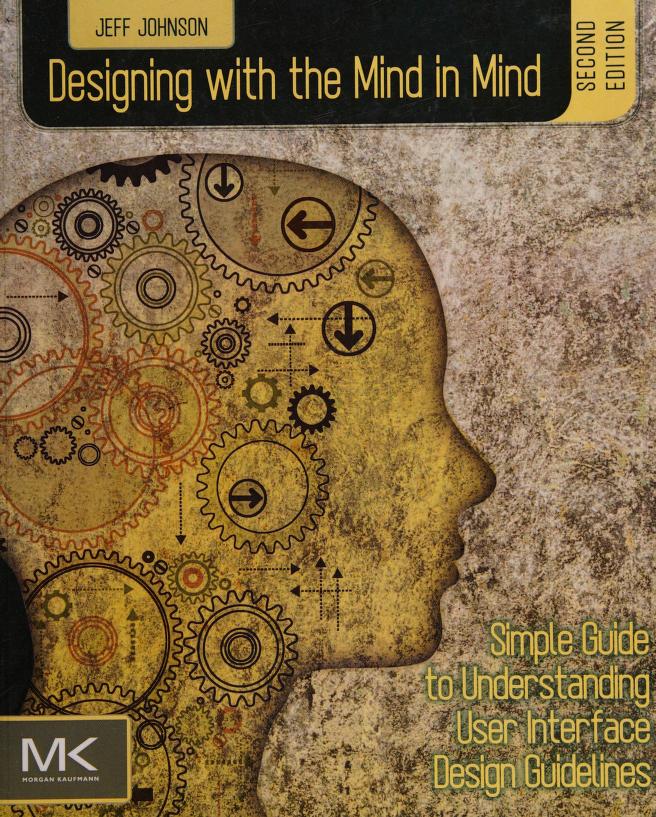 JEFF JOHNSON
Designing with the Mind in Mind
SECOND
EDITION
Simple Guide
to Understanding
User Interface
Design Guidelines
MK
MORGAN KAUFMANN